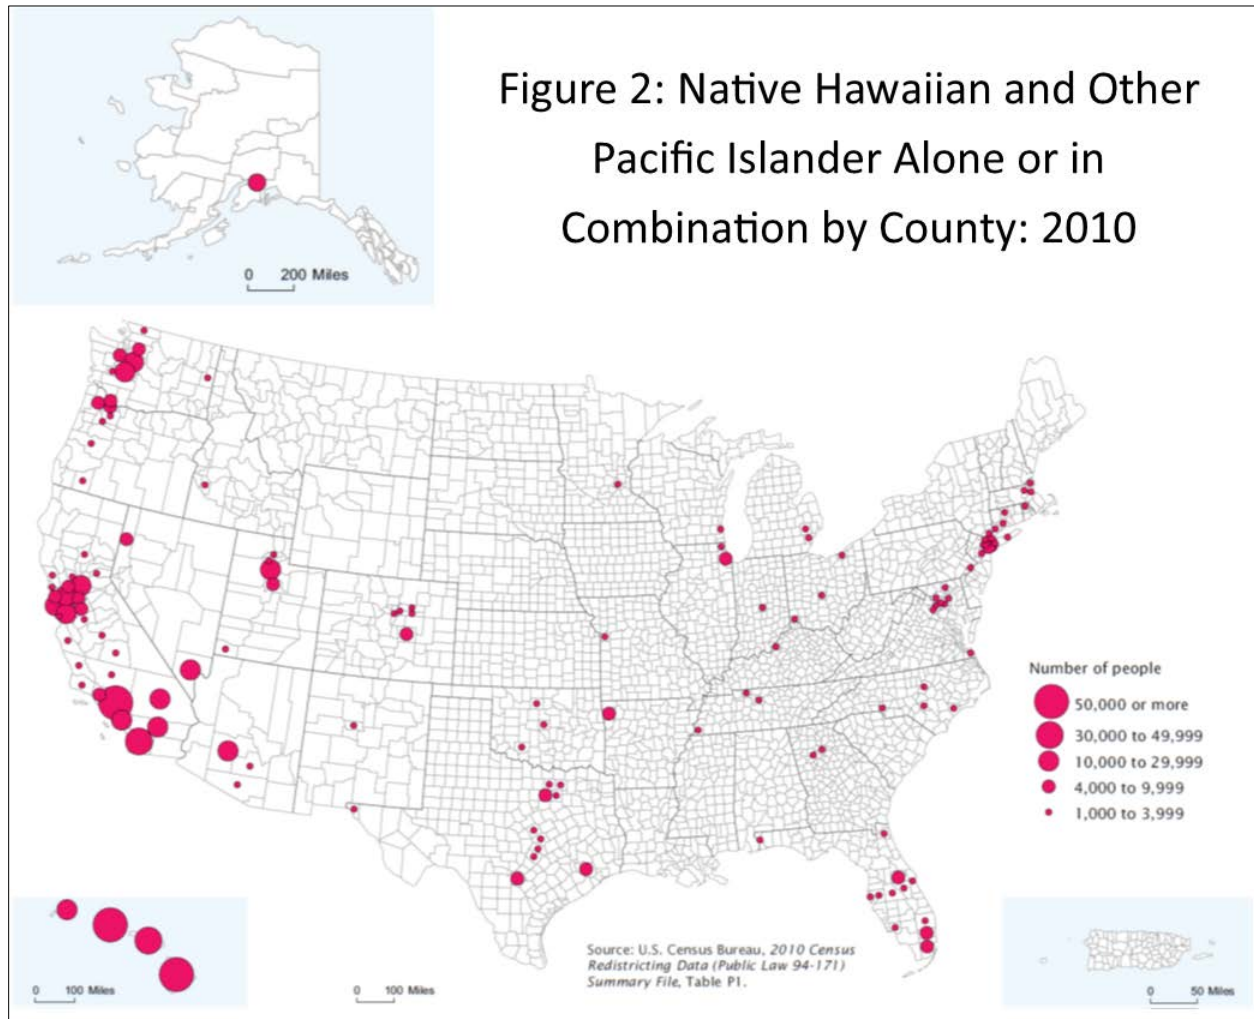 Figure 2: Native Hawaiian and Other
Pacific Islander Alone or in
Combination by County: 2010
0 200 Miles
Number of people
50,000 or more
30,000 to 49,999
10,000 to 29,999
4,000 to 9,999
1,000 to 3,999
Source: U.S. Census Bureau, 2010 Census
Redistricting Data (Public Law 94-171)
Summary File, Table P1.
0 100 Miles
0 100 Miles
0 50 Miles